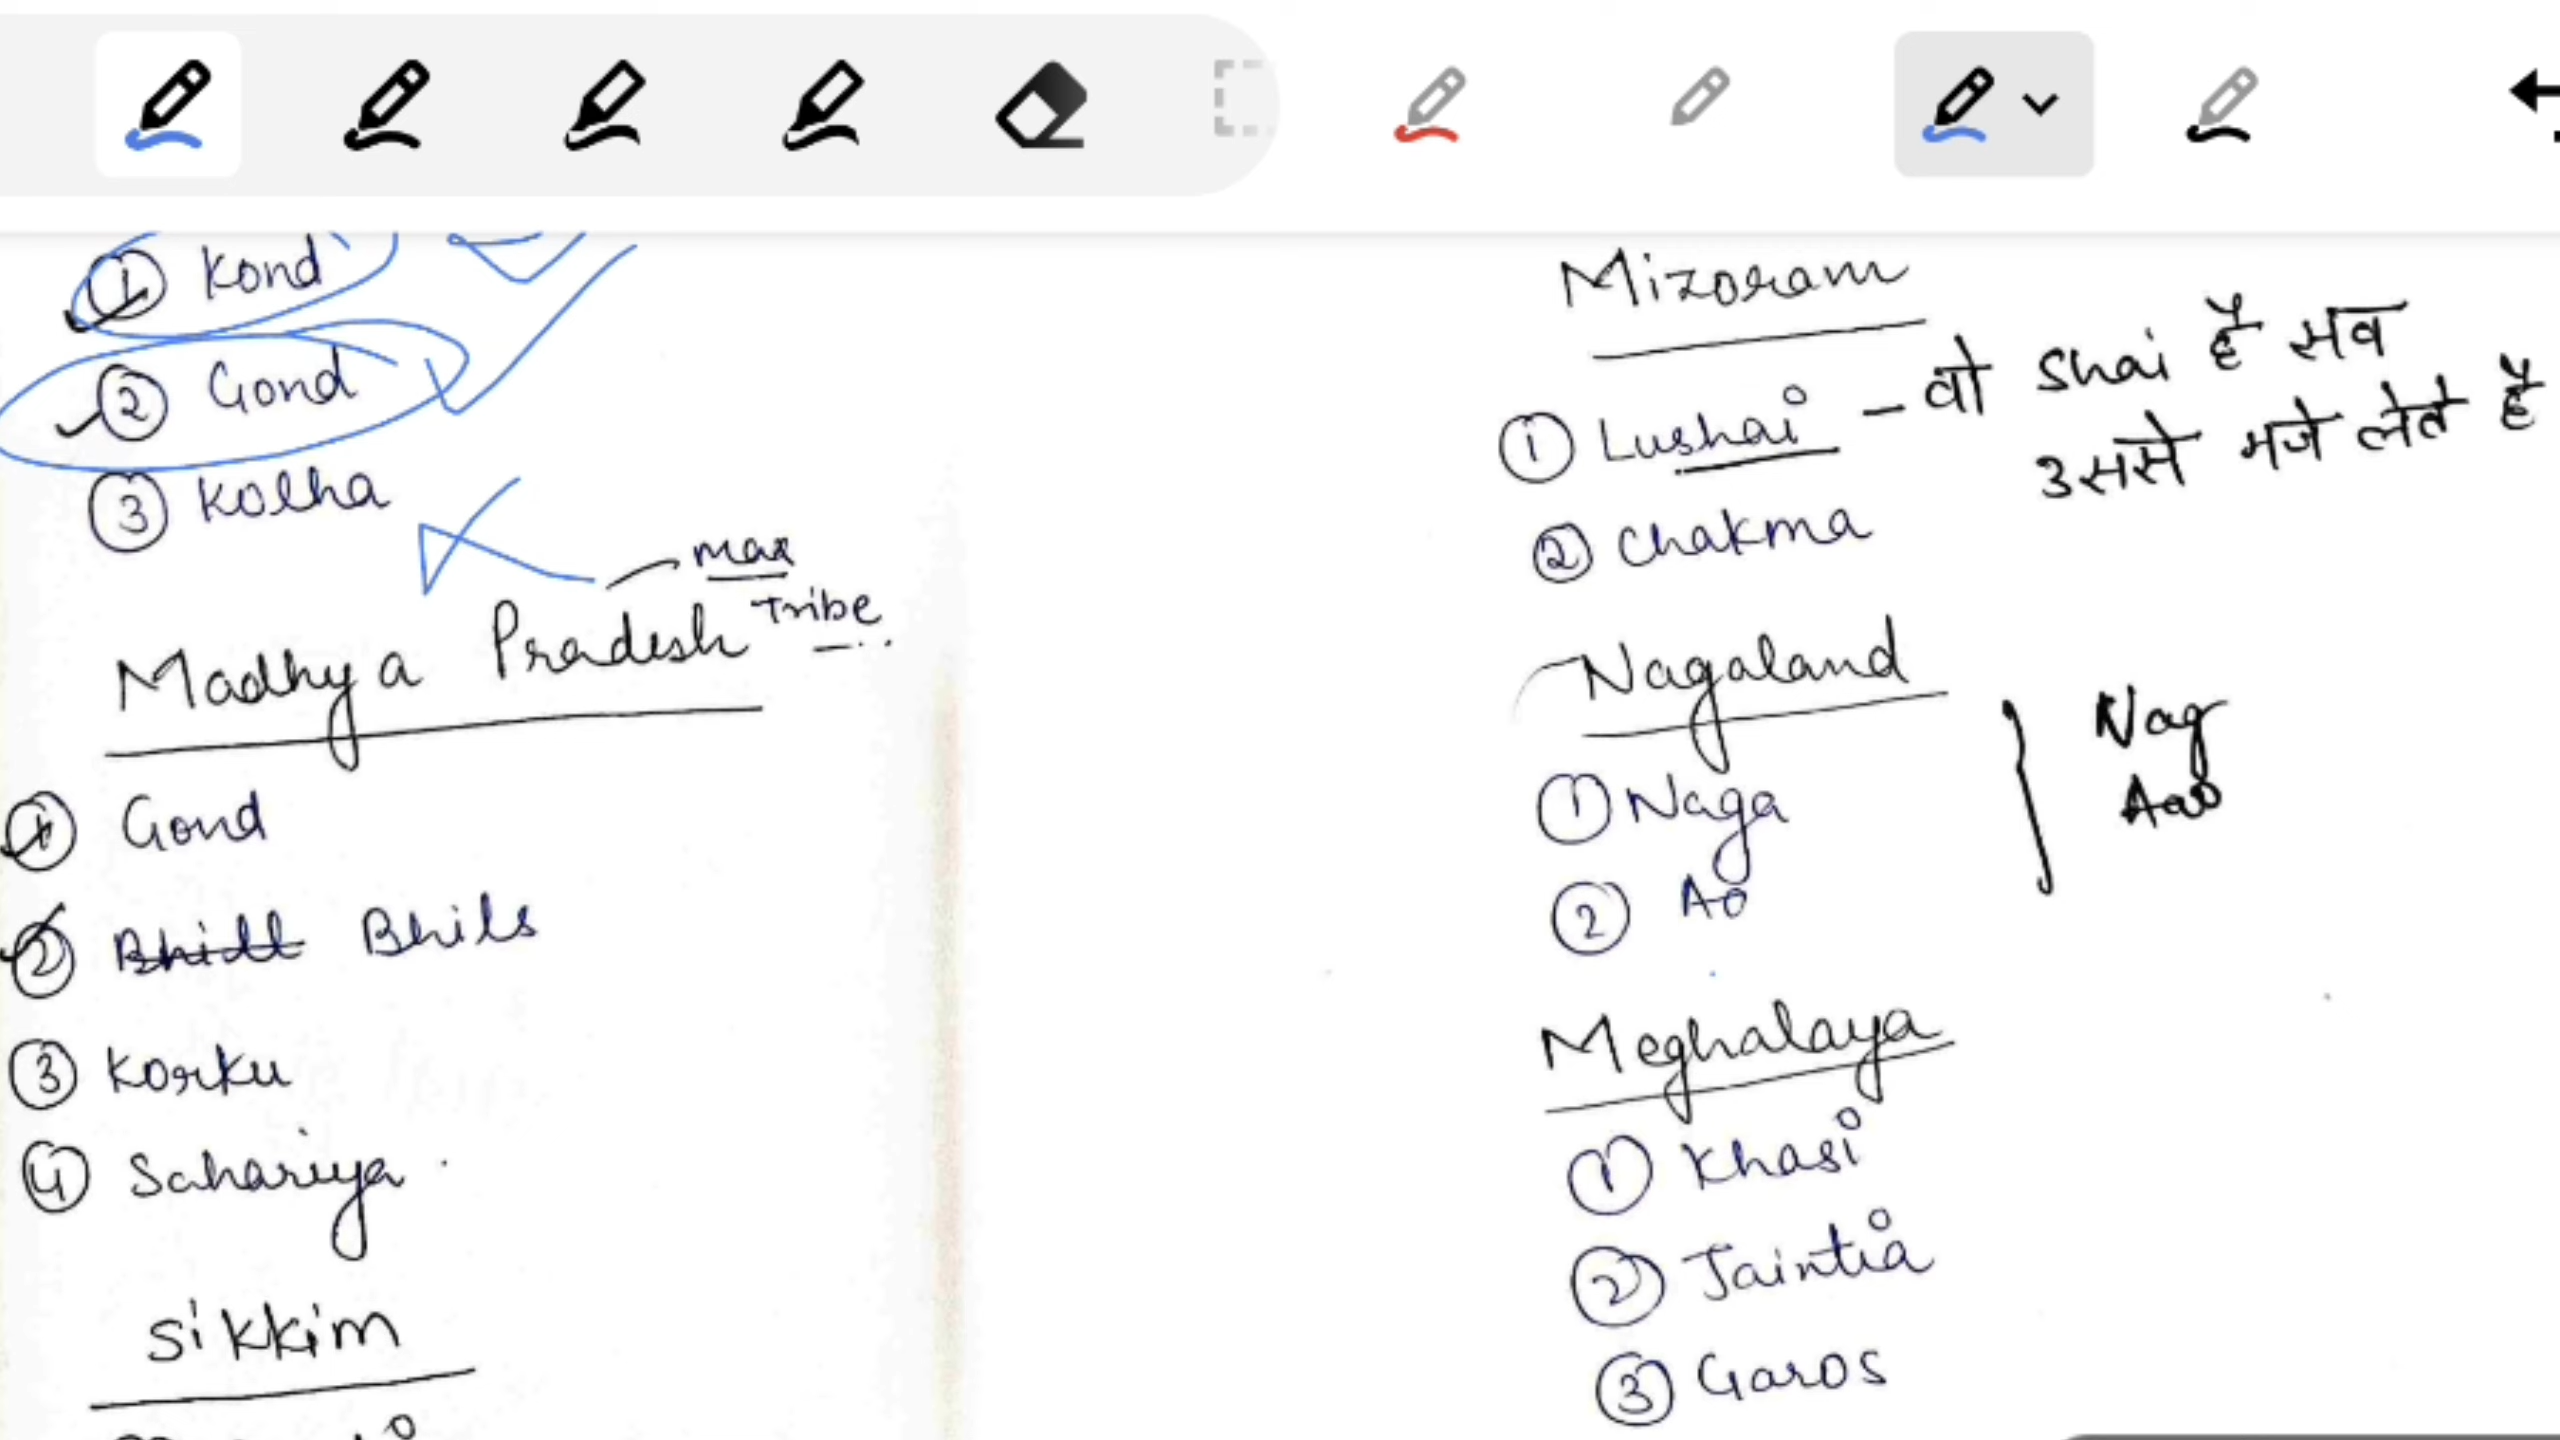 ① Kond
② Gond
③ Kolha
max
Tribe
Madhya Pradesh
① Gond
② Bhill Bhils
③ Korku
④ Sahariya
Sikkim
Mizoram
① Lushai – वो Shai है सब
उससे मजे लेते है
② Chakma
Nagaland
① Naga
② Ao
Nag
Aao
Meghalaya
① Khasi
② Jaintia
③ Garos